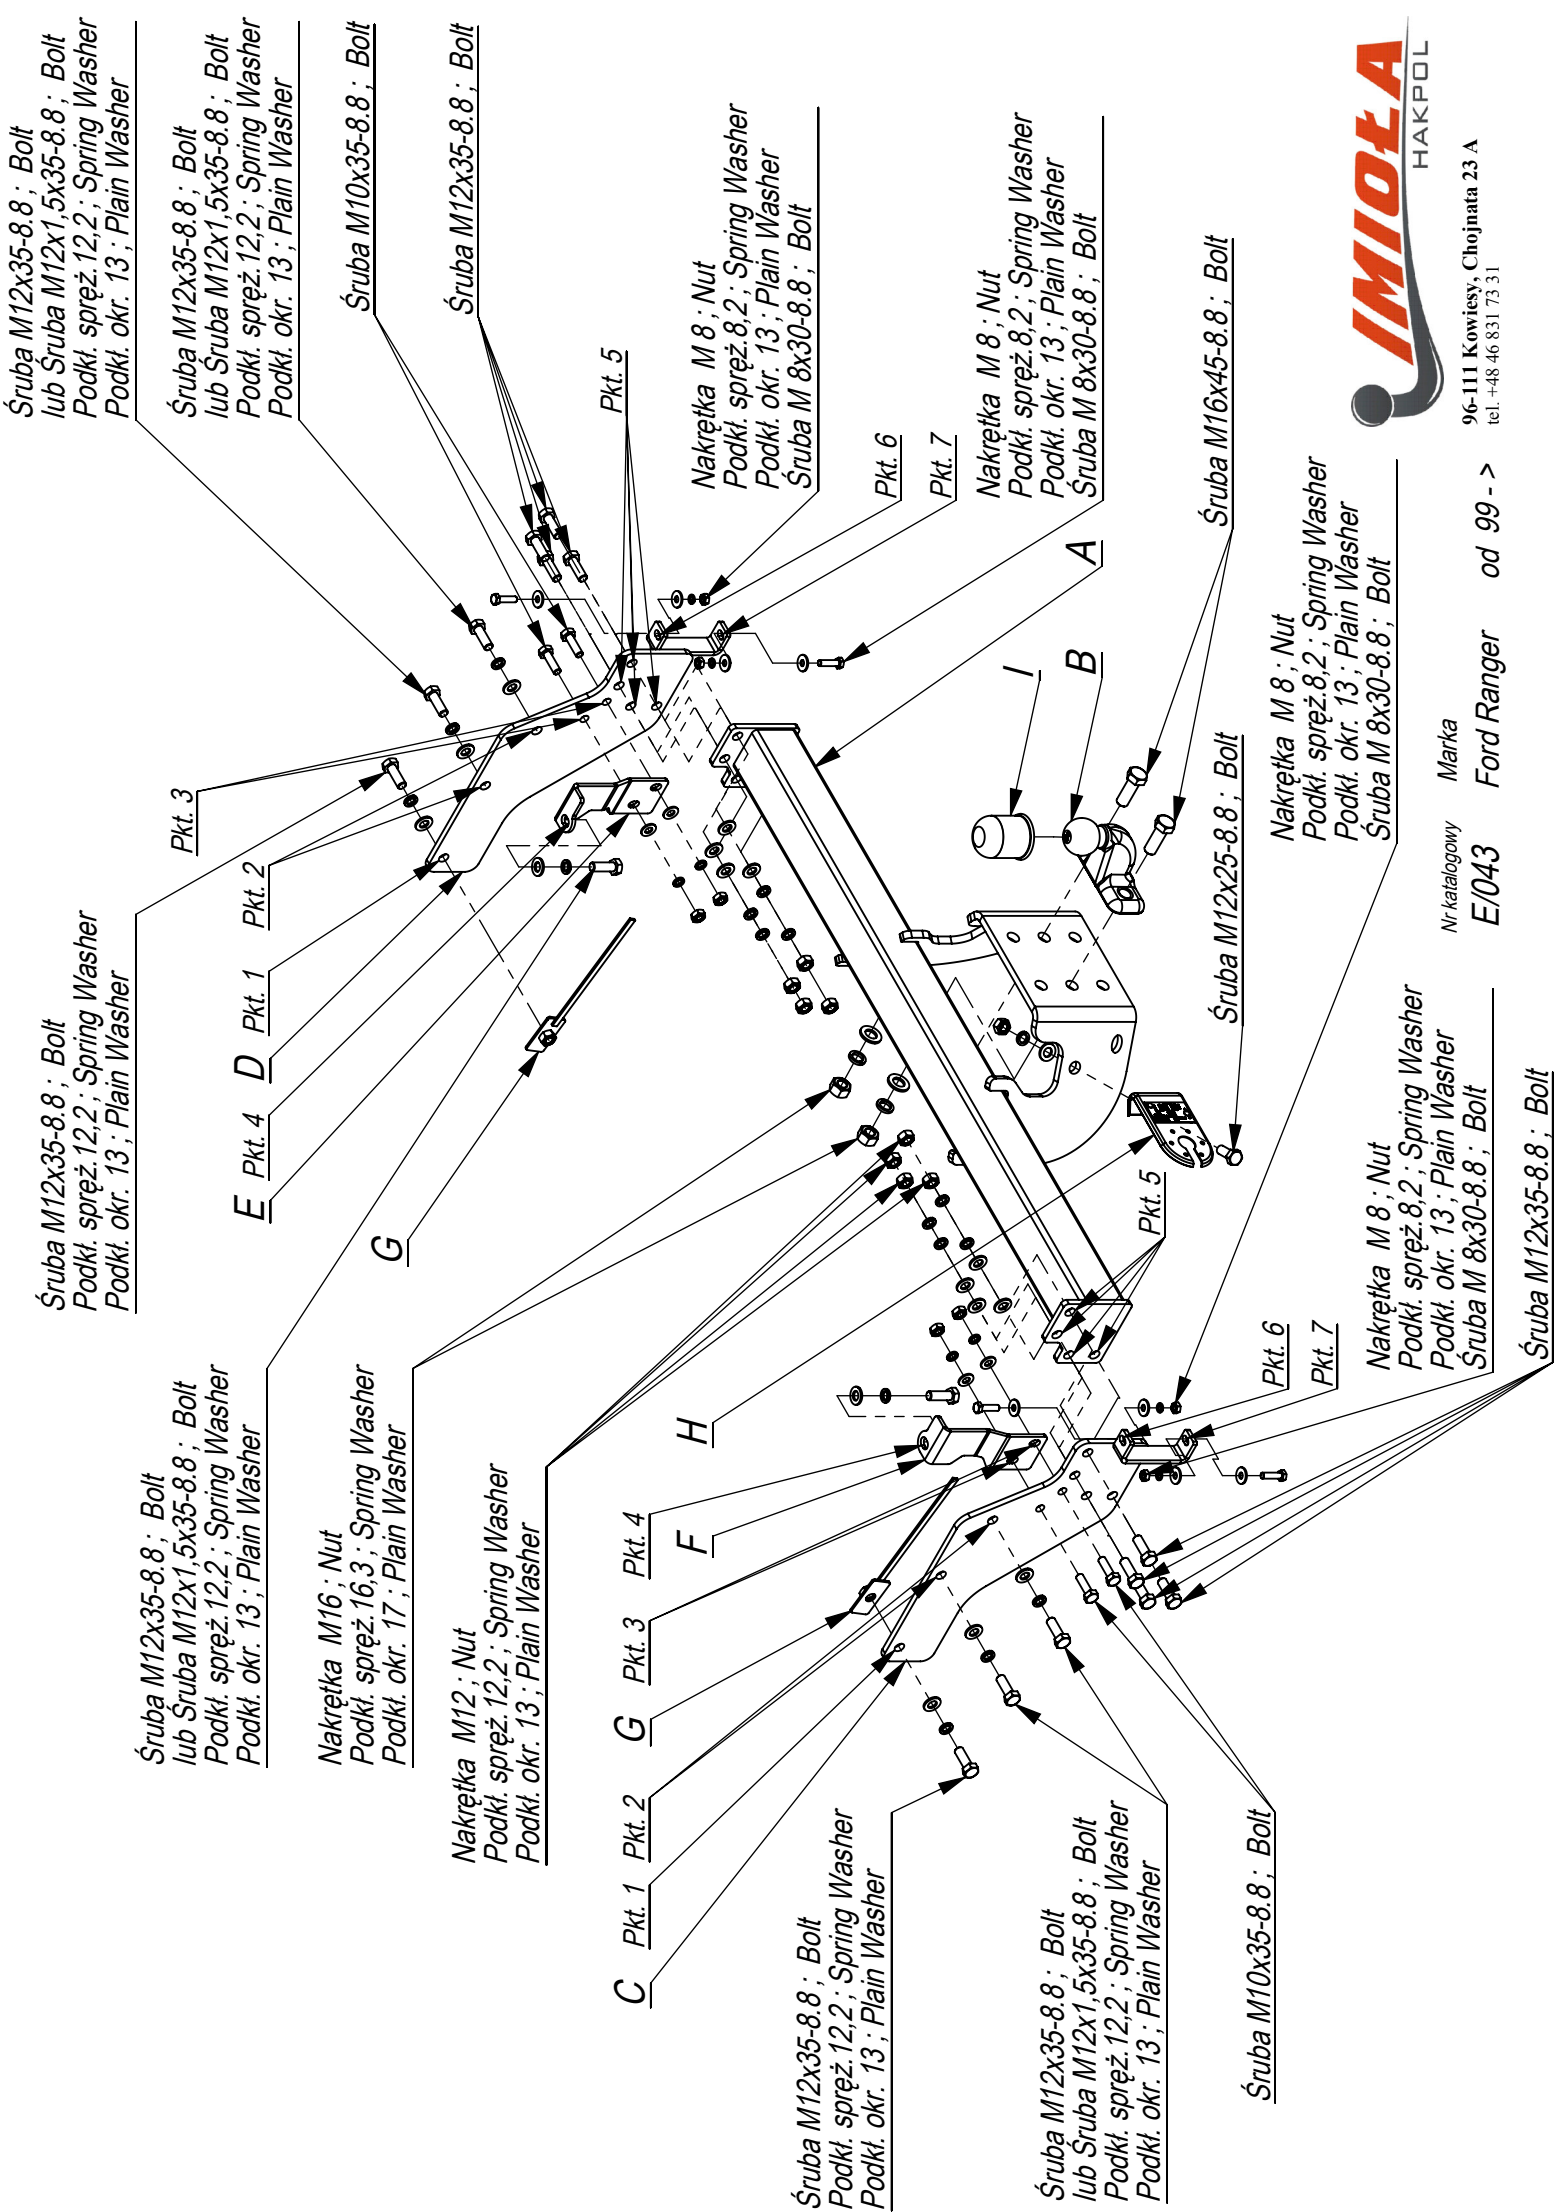 Śruba M12x35-8.8 ; Bolt
Podkł. spręż.12,2 ; Spring Washer
Podkł. okr. 13 ; Plain Washer
Śruba M12x35-8.8 ; Bolt
lub Śruba M12x1,5x35-8.8 ; Bolt
Podkł. spręż.12,2 ; Spring Washer
Podkł. okr. 13 ; Plain Washer
Śruba M10x35-8.8 ; Bolt
C
Pkt. 1
Pkt. 2
G
Pkt. 3
F
Pkt. 4
H
Śruba M12x35-8.8 ; Bolt
lub Śruba M12x1,5x35-8.8 ; Bolt
Podkł. spręż.12,2 ; Spring Washer
Podkł. okr. 13 ; Plain Washer
Nakrętka M16 ; Nut
Podkł. spręż.16,3 ; Spring Washer
Podkł. okr. 17 ; Plain Washer
Nakrętka M12 ; Nut
Podkł. spręż.12,2 ; Spring Washer
Podkł. okr. 13 ; Plain Washer
Śruba M12x35-8.8 ; Bolt
Podkł. spręż.12,2 ; Spring Washer
Podkł. okr. 13 ; Plain Washer
G
E
Pkt. 4
D
Pkt. 1
Pkt. 2
Pkt. 3
Śruba M12x35-8.8 ; Bolt
lub Śruba M12x1,5x35-8.8 ; Bolt
Podkł. spręż.12,2 ; Spring Washer
Podkł. okr. 13 ; Plain Washer
Śruba M12x35-8.8 ; Bolt
lub Śruba M12x1,5x35-8.8 ; Bolt
Podkł. spręż.12,2 ; Spring Washer
Podkł. okr. 13 ; Plain Washer
Śruba M10x35-8.8 ; Bolt
Śruba M12x35-8.8 ; Bolt
Pkt. 5
Nakrętka M 8 ; Nut
Podkł. spręż.8,2 ; Spring Washer
Podkł. okr. 13 ; Plain Washer
Śruba M 8x30-8.8 ; Bolt
Pkt. 6
Pkt. 7
Nakrętka M 8 ; Nut
Podkł. spręż.8,2 ; Spring Washer
Podkł. okr. 13 ; Plain Washer
Śruba M 8x30-8.8 ; Bolt
A
I
B
Śruba M16x45-8.8 ; Bolt
Śruba M12x25-8.8 ; Bolt
Nakrętka M 8 ; Nut
Podkł. spręż.8,2 ; Spring Washer
Podkł. okr. 13 ; Plain Washer
Śruba M 8x30-8.8 ; Bolt
Pkt. 5
Pkt. 6
Pkt. 7
Nakrętka M 8 ; Nut
Podkł. spręż.8,2 ; Spring Washer
Podkł. okr. 13 ; Plain Washer
Śruba M 8x30-8.8 ; Bolt
Śruba M12x35-8.8 ; Bolt
Nr katalogowy Marka
E/043 Ford Ranger od 99 - >
IMIOŁA
HAKPOL
96-111 Kowiesy, Chojnata 23 A
tel. +48 46 831 73 31